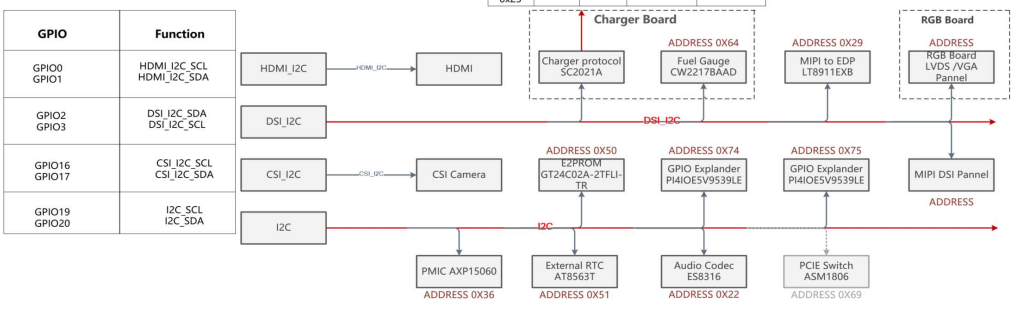 0x25
Charger Board
RGB Board
GPIO
Function
GPIO0
GPIO1
HDMI_I2C_SCL
HDMI_I2C_SDA
GPIO2
GPIO3
DSI_I2C_SDA
DSI_I2C_SCL
GPIO16
GPIO17
CSI_I2C_SCL
CSI_I2C_SDA
GPIO19
GPIO20
I2C_SCL
I2C_SDA
HDMI_I2C
HDMI_I2C
HDMI
Charger protocol
SC2021A
ADDRESS 0X64
Fuel Gauge
CW2217BAAD
ADDRESS 0X29
MIPI to EDP
LT8911EXB
ADDRESS
RGB Board
LVDS /VGA
Pannel
DSI_I2C
DSI_I2C
CSI_I2C
CSI_I2C
CSI Camera
ADDRESS 0X50
E2PROM
GT24C02A-2TFLI-
TR
ADDRESS 0X74
GPIO Explander
PI4IOE5V9539LE
ADDRESS 0X75
GPIO Explander
PI4IOE5V9539LE
MIPI DSI Pannel
ADDRESS
I2C
I2C
PMIC AXP15060
ADDRESS 0X36
External RTC
AT8563T
ADDRESS 0X51
Audio Codec
ES8316
ADDRESS 0X22
PCIE Switch
ASM1806
ADDRESS 0X69